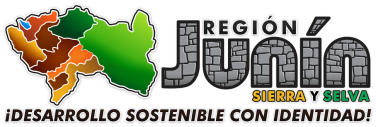 REGIÓN
JUNÍN
SIERRA Y SELVA
¡DESARROLLO SOSTENIBLE CON IDENTIDAD!